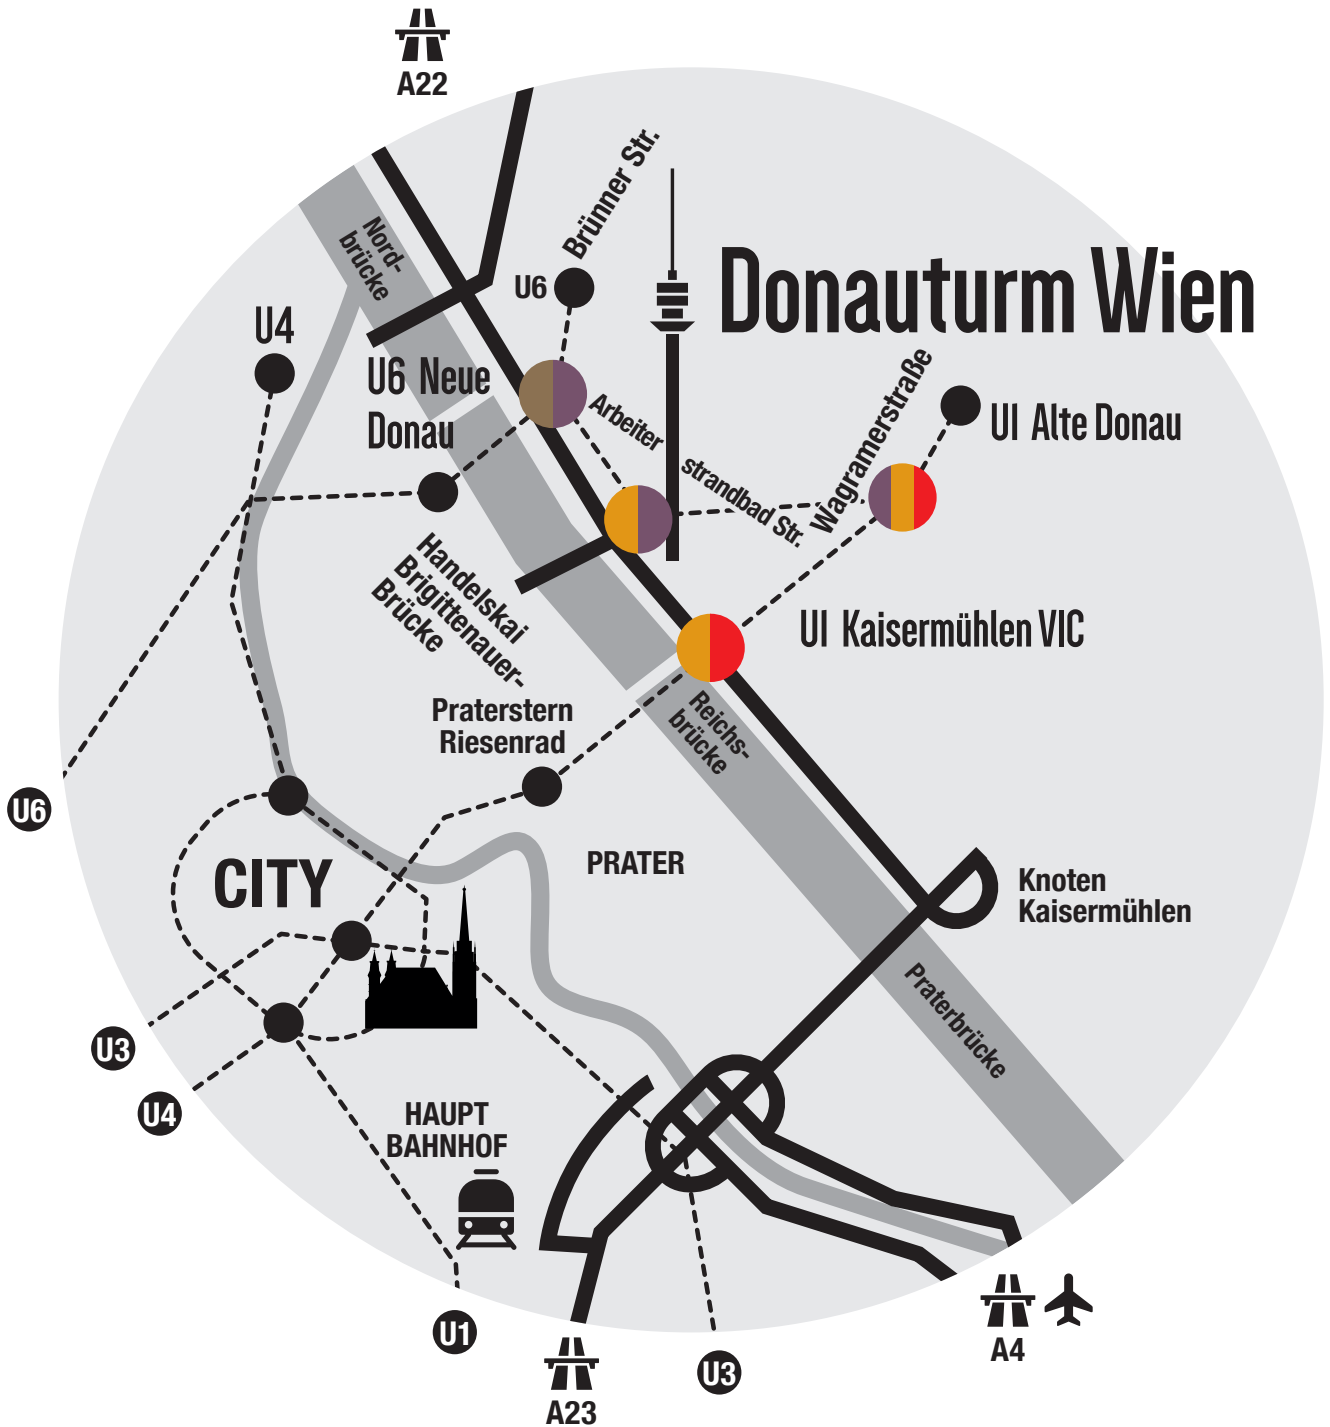 A22
Brünner Str.
Nord-
brücke
U6
Donauturm Wien
U4
U6 Neue
Donau
Arbeiter
strandbad Str.
Wagramerstraße
U1 Alte Donau
Handelskai
Brigittenauer-
Brücke
U1 Kaisermühlen VIC
Praterstern
Riesenrad
Reichs-
brücke
U6
CITY
PRATER
Knoten
Kaisermühlen
Praterbrücke
U3
U4
HAUPT
BAHNHOF
U1
A23
U3
A4